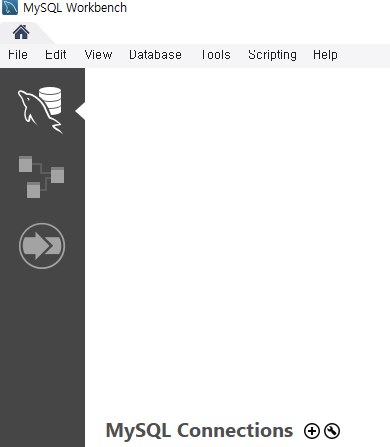 MySQL Workbench
File Edit View Database Tools Scripting Help
MySQL Connections